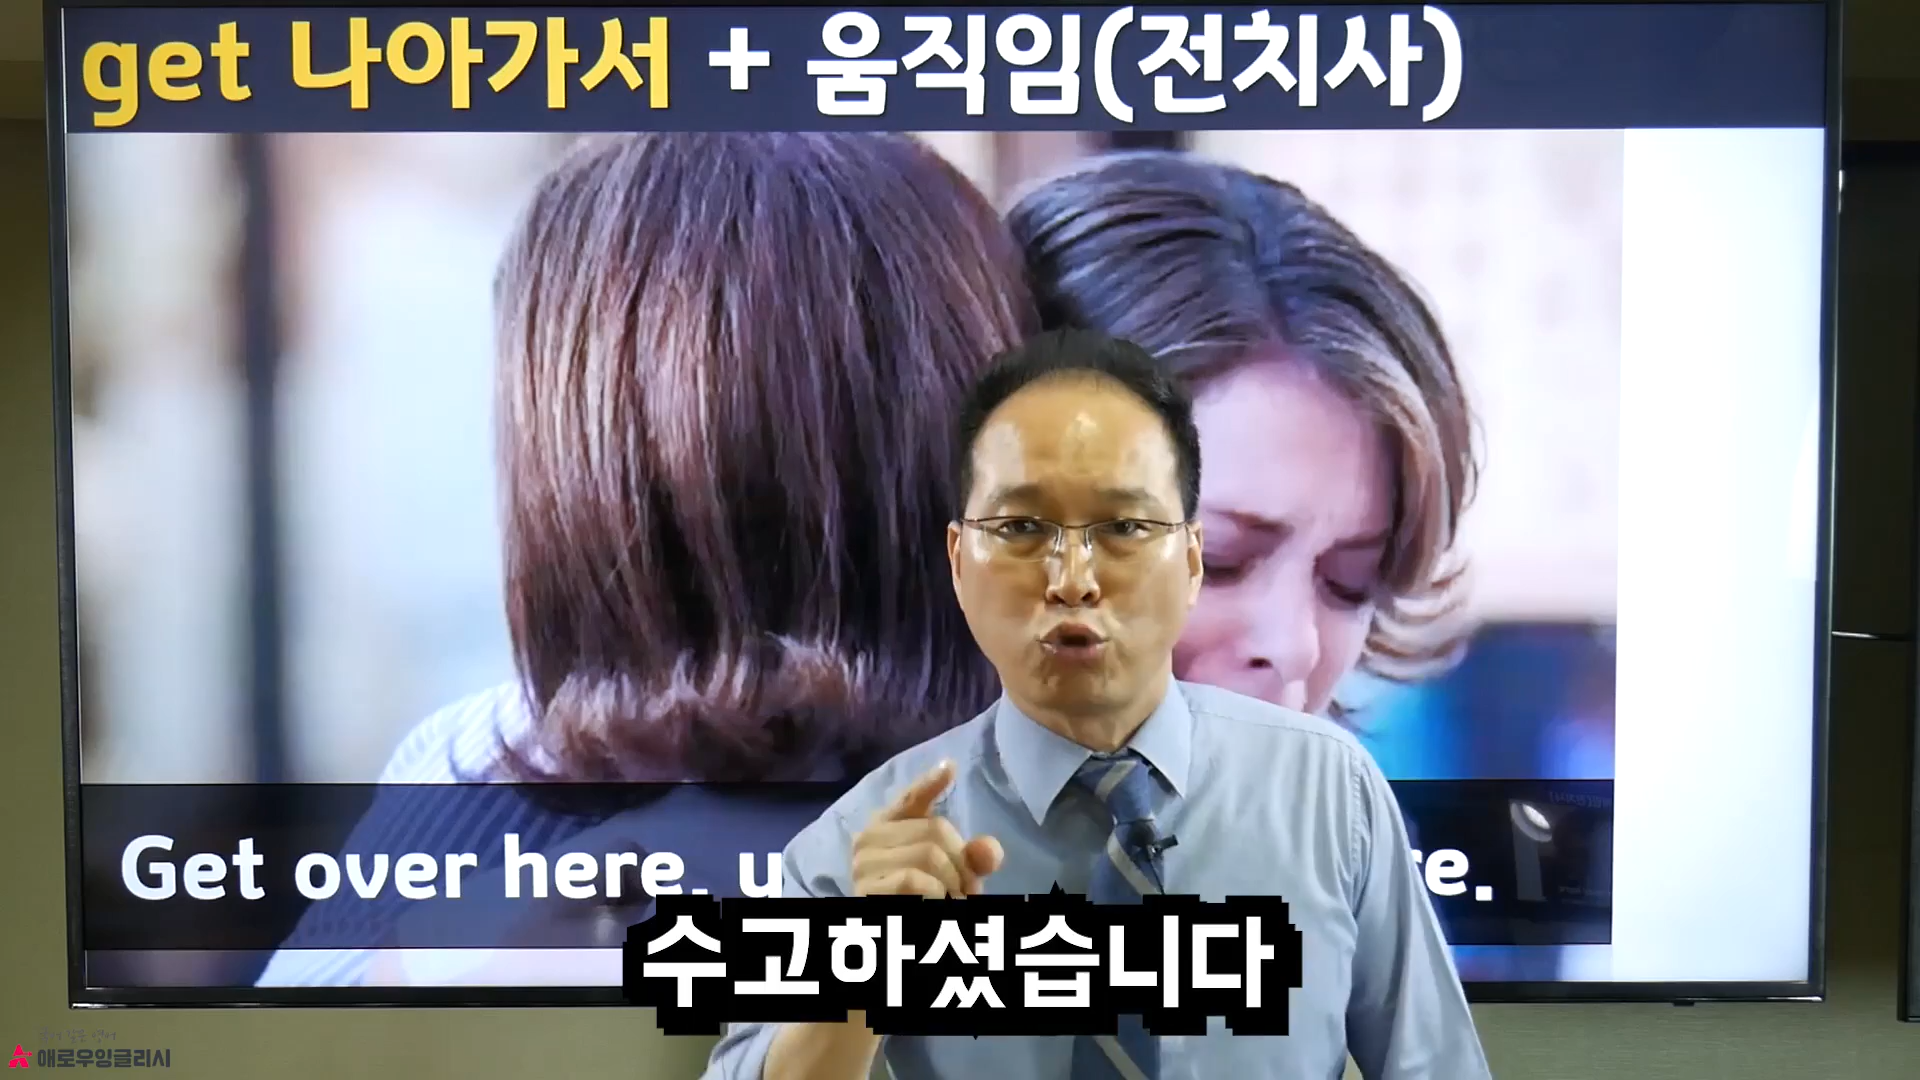 get 나아가서 + 움직임(전치사)
Get over here, u re.
수고하셨습니다
애로우잉글리시